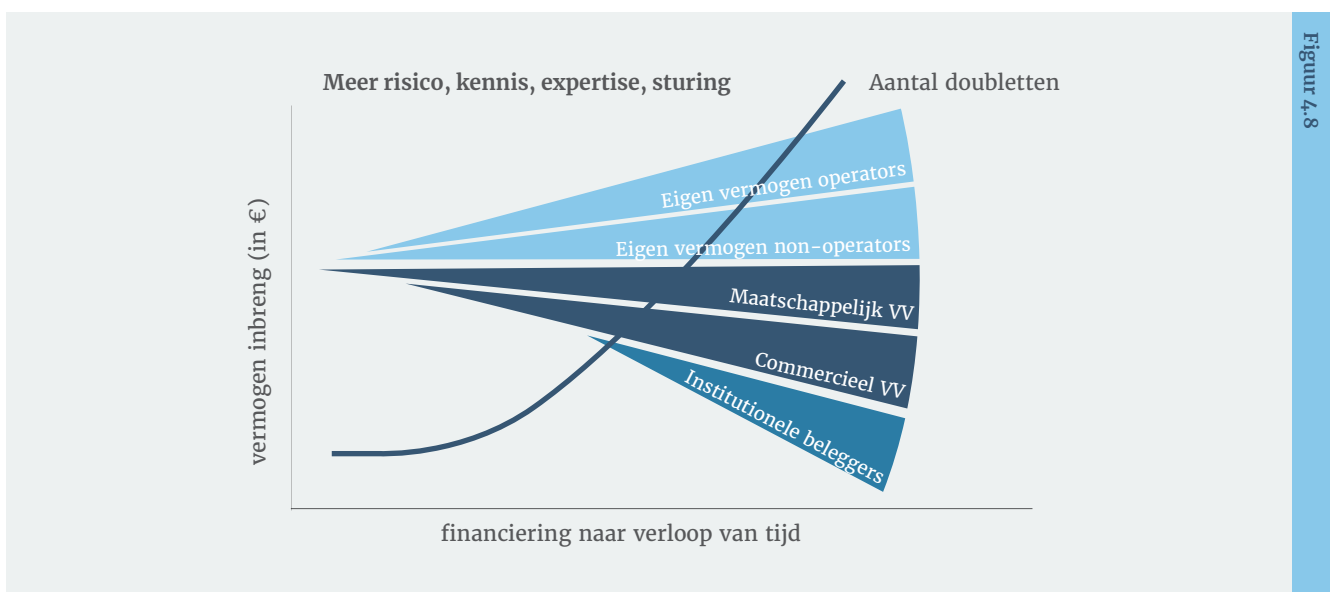 Figuur 4.8
Meer risico, kennis, expertise, sturing
Aantal doubletten
vermogen inbreng (in €)
Eigen vermogen operators
Eigen vermogen non-operators
Maatschappelijk VV
Commercieel VV
Institutionele beleggers
financiering naar verloop van tijd